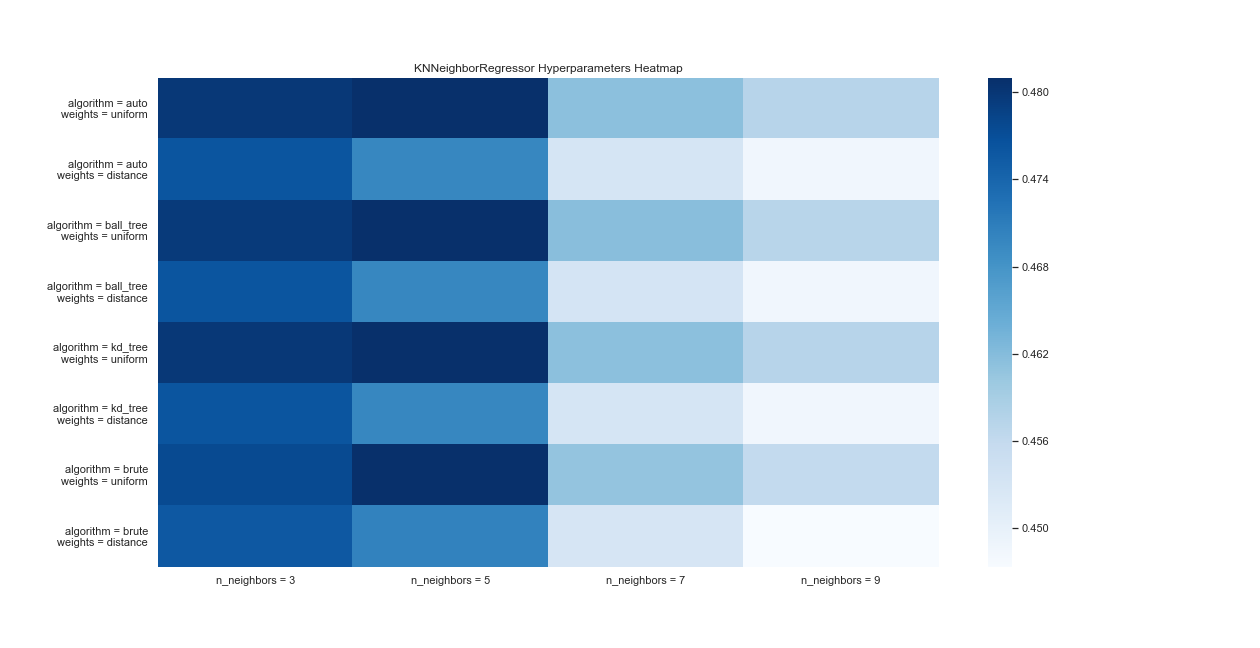 KNNeighborRegressor Hyperparameters Heatmap
algorithm = auto
weights = uniform
algorithm = auto
weights = distance
algorithm = ball_tree
weights = uniform
algorithm = ball_tree
weights = distance
algorithm = kd_tree
weights = uniform
algorithm = kd_tree
weights = distance
algorithm = brute
weights = uniform
algorithm = brute
weights = distance
n_neighbors = 3
n_neighbors = 5
n_neighbors = 7
n_neighbors = 9
0.480
0.474
0.468
0.462
0.456
0.450